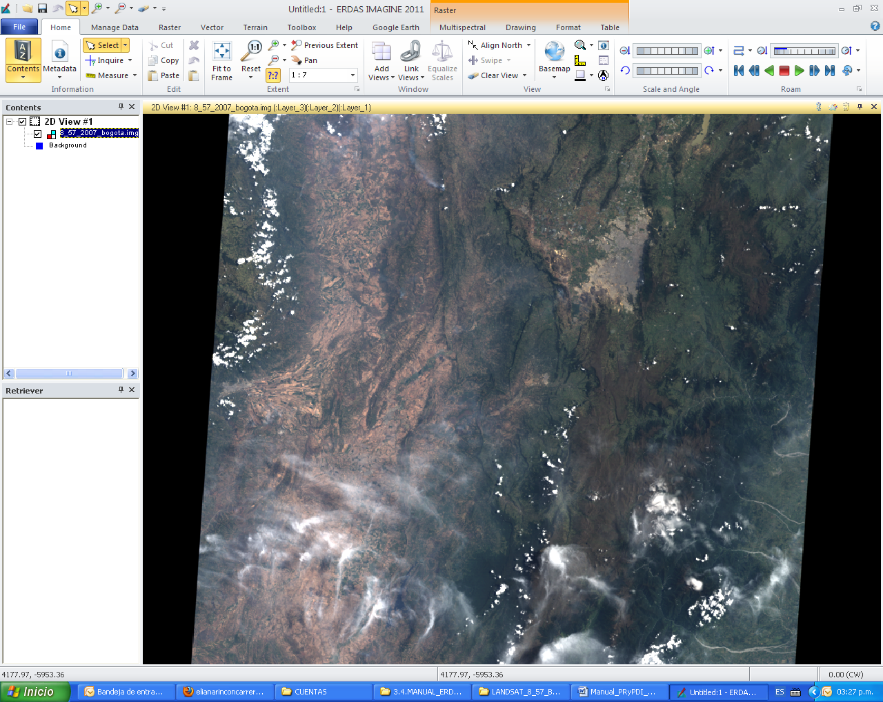 Untitled:1 - ERDAS IMAGINE 2011
Raster
File Home Manage Data Raster Vector Terrain Toolbox Help Google Earth Multispectral Drawing Format Table
Contents Metadata
Select
Inquire
Measure
Information
Cut
Copy
Paste
Edit
Fit to Frame
Reset
Previous Extent
Pan
1 : 7
Extent
Add Views
Link Views
Equalize Scales
Window
Align North
Swipe
Clear View
Basemap
Add
View
Scale and Angle
Roam
Contents
2D View #1: 8_57_2007_bogota.img (:Layer_3)(:Layer_2)(:Layer_1)
2D View #1
8_57_2007_bogota.img
Background
Retriever
4177.97, -5953.36
4177.97, -5953.36
0.00 (CW)
Inicio
Bandeja de entra...
elianarinconcarrer...
CUENTAS
3.4.MANUAL_ERD...
LANDSAT_8_57_B...
Manual_PRyPDI_...
Untitled:1 - ERDA...
ES
03:27 p.m.